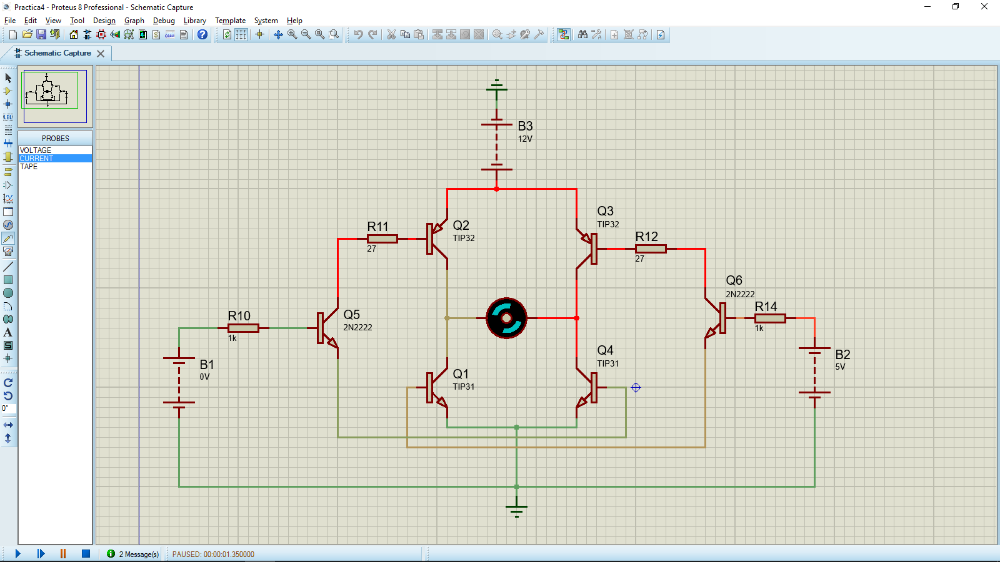 Practica4 - Proteus 8 Professional - Schematic Capture
File Edit View Tool Design Graph Debug Library Template System Help
Schematic Capture
LBL
PROBES
VOLTAGE
CURRENT
TAPE
A
S
0°
B3
12V
Q3
TIP32
Q2
TIP32
R11
27
R12
27
Q6
2N2222
R14
1k
R10
1k
Q5
2N2222
Q4
TIP31
B2
5V
B1
0V
Q1
TIP31
2 Message(s)
PAUSED: 00:00:01.350000